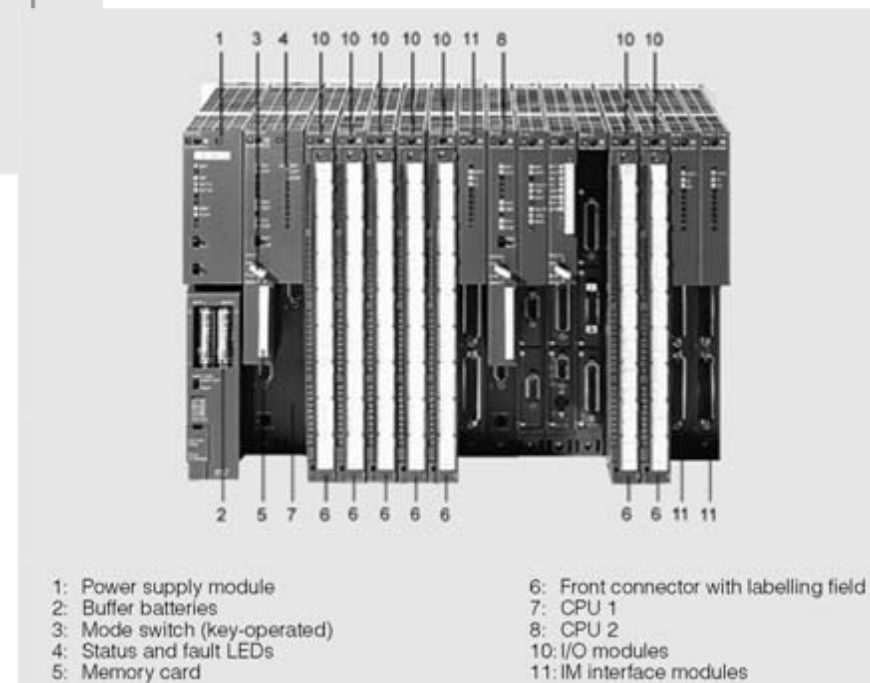 1 3 4 10 10 10 10 10 11 8 10 10
2 5 7 6 6 6 6 6 6 6 11 11
1: Power supply module
2: Buffer batteries
3: Mode switch (key-operated)
4: Status and fault LEDs
5: Memory card
6: Front connector with labelling field
7: CPU 1
8: CPU 2
10: I/O modules
11: IM interface modules